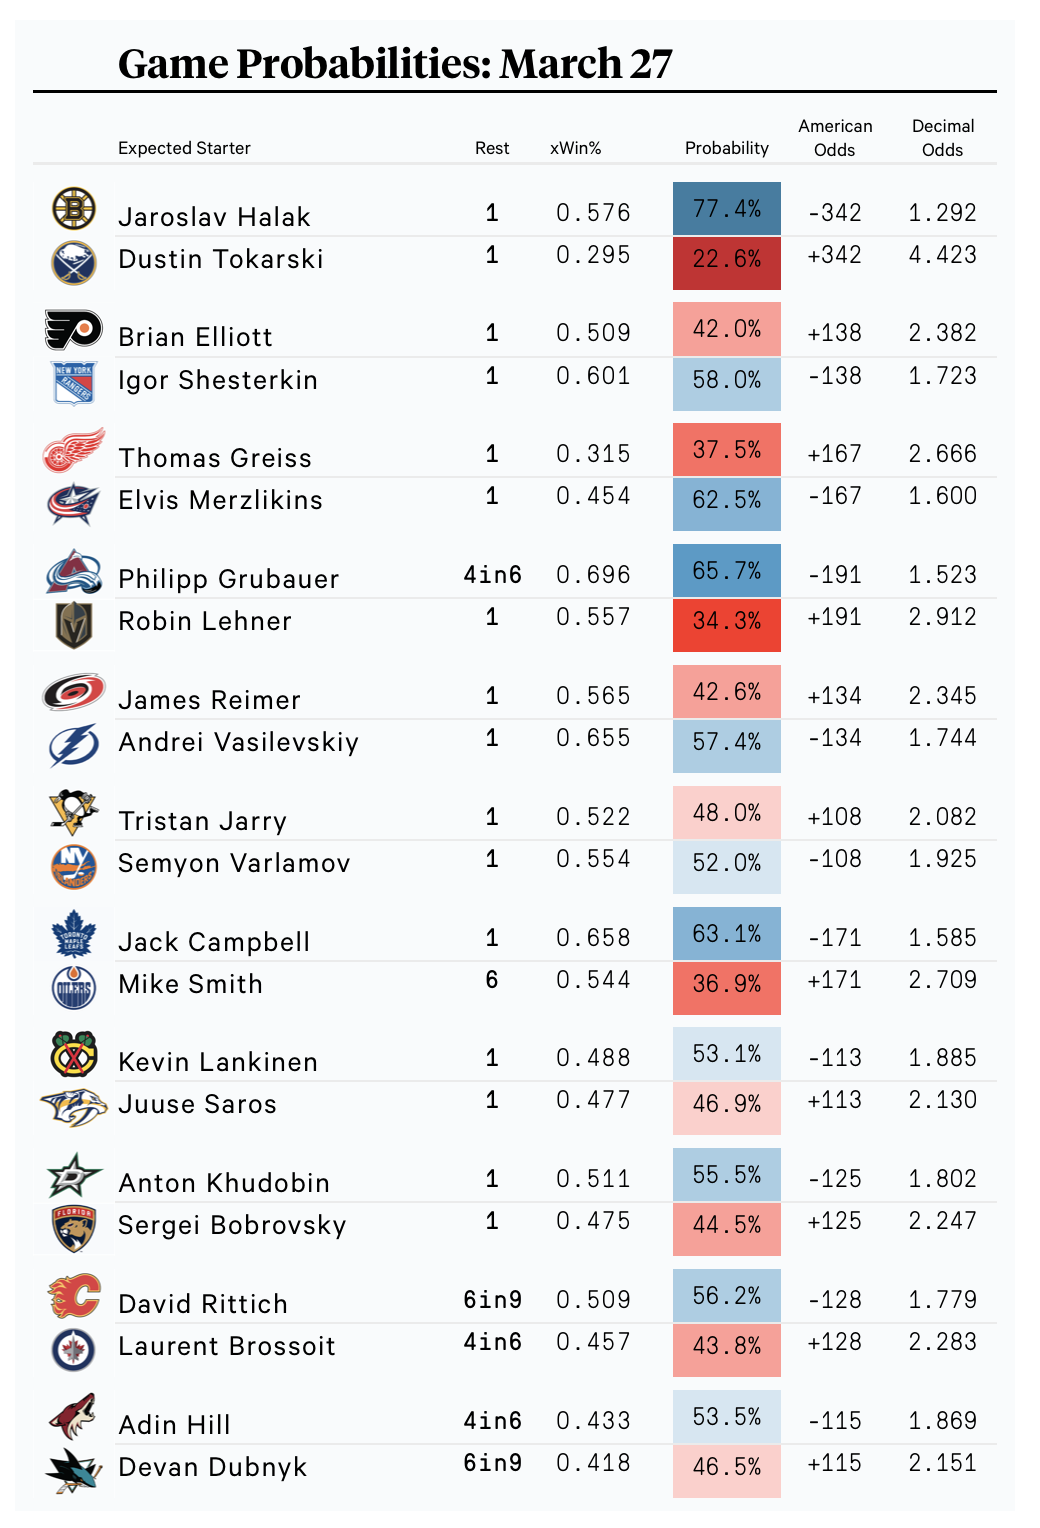 Game Probabilities: March 27
Expected Starter Rest xWin% Probability American Odds Decimal Odds
Jaroslav Halak 1 0.576 77.4% -342 1.292
Dustin Tokarski 1 0.295 22.6% +342 4.423
Brian Elliott 1 0.509 42.0% +138 2.382
NEW YORK RANGERS Igor Shesterkin 1 0.601 58.0% -138 1.723
Thomas Greiss 1 0.315 37.5% +167 2.666
Elvis Merzlikins 1 0.454 62.5% -167 1.600
Philipp Grubauer 4in6 0.696 65.7% -191 1.523
Robin Lehner 1 0.557 34.3% +191 2.912
James Reimer 1 0.565 42.6% +134 2.345
Andrei Vasilevskiy 1 0.655 57.4% -134 1.744
Tristan Jarry 1 0.522 48.0% +108 2.082
NY ISLANDERS Semyon Varlamov 1 0.554 52.0% -108 1.925
TORONTO MAPLE LEAFS Jack Campbell 1 0.658 63.1% -171 1.585
OILERS Mike Smith 6 0.544 36.9% +171 2.709
Kevin Lankinen 1 0.488 53.1% -113 1.885
Juuse Saros 1 0.477 46.9% +113 2.130
Anton Khudobin 1 0.511 55.5% -125 1.802
FLORIDA Sergei Bobrovsky 1 0.475 44.5% +125 2.247
David Rittich 6in9 0.509 56.2% -128 1.779
Laurent Brossoit 4in6 0.457 43.8% +128 2.283
Adin Hill 4in6 0.433 53.5% -115 1.869
Devan Dubnyk 6in9 0.418 46.5% +115 2.151